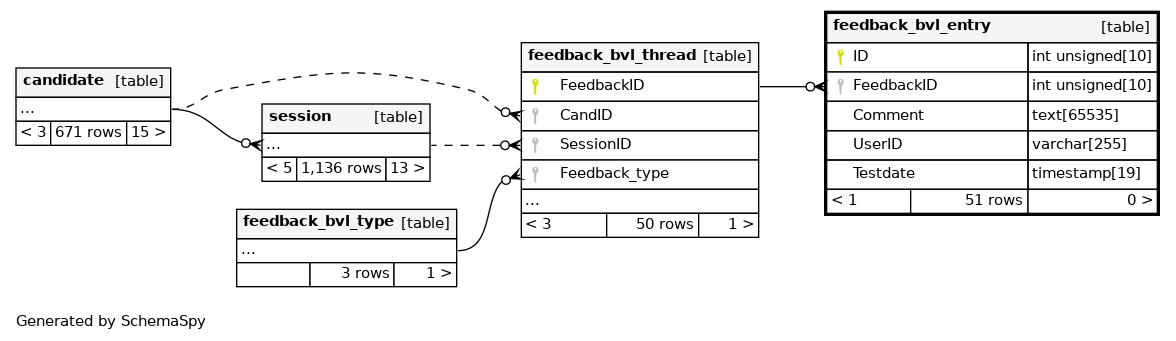 candidate [table]
...
< 3 671 rows 15 >
session [table]
...
< 5 1,136 rows 13 >
feedback_bvl_type [table]
...
3 rows 1 >
feedback_bvl_thread [table]
FeedbackID
CandID
SessionID
Feedback_type
...
< 3 50 rows 1 >
feedback_bvl_entry [table]
ID int unsigned[10]
FeedbackID int unsigned[10]
Comment text[65535]
UserID varchar[255]
Testdate timestamp[19]
< 1 51 rows 0 >
Generated by SchemaSpy